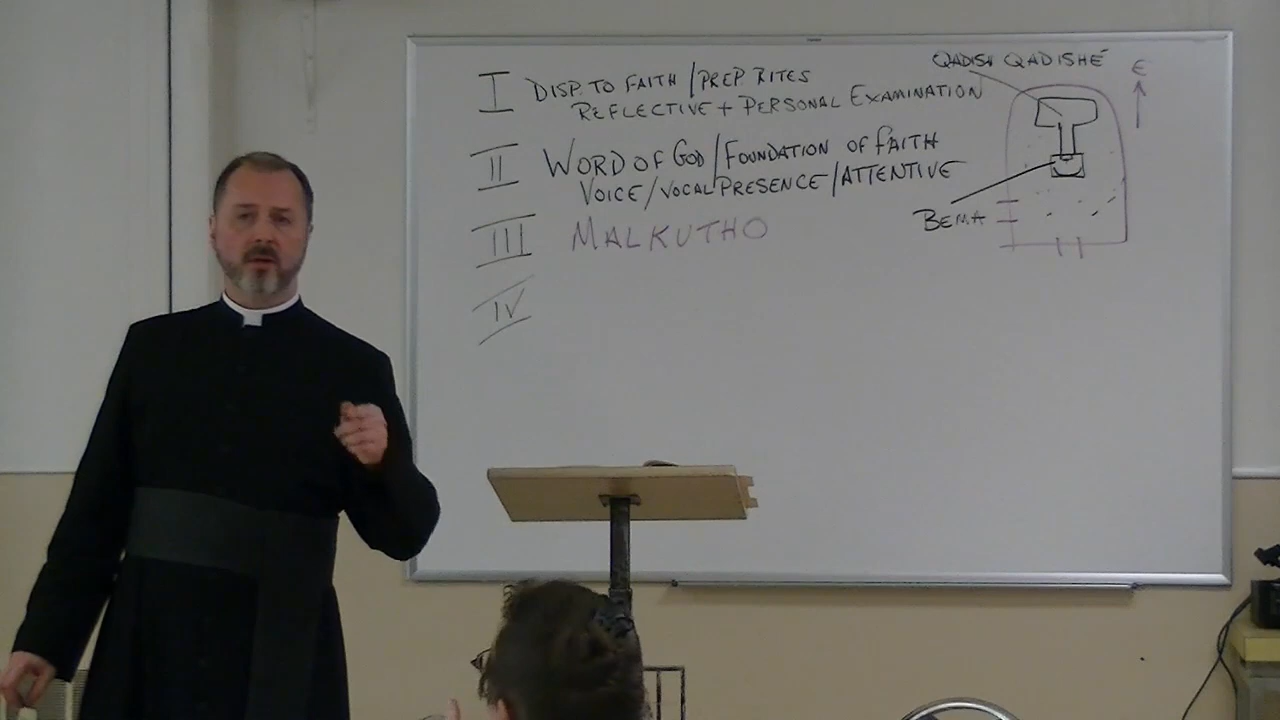 I DISP. TO FAITH / PREP RITES
REFLECTIVE + PERSONAL EXAMINATION
II WORD OF GOD / FOUNDATION OF FAITH
VOICE / VOCAL PRESENCE / ATTENTIVE
III MALKUTHO
IV
QADISH QADISHÉ
E
BEMA